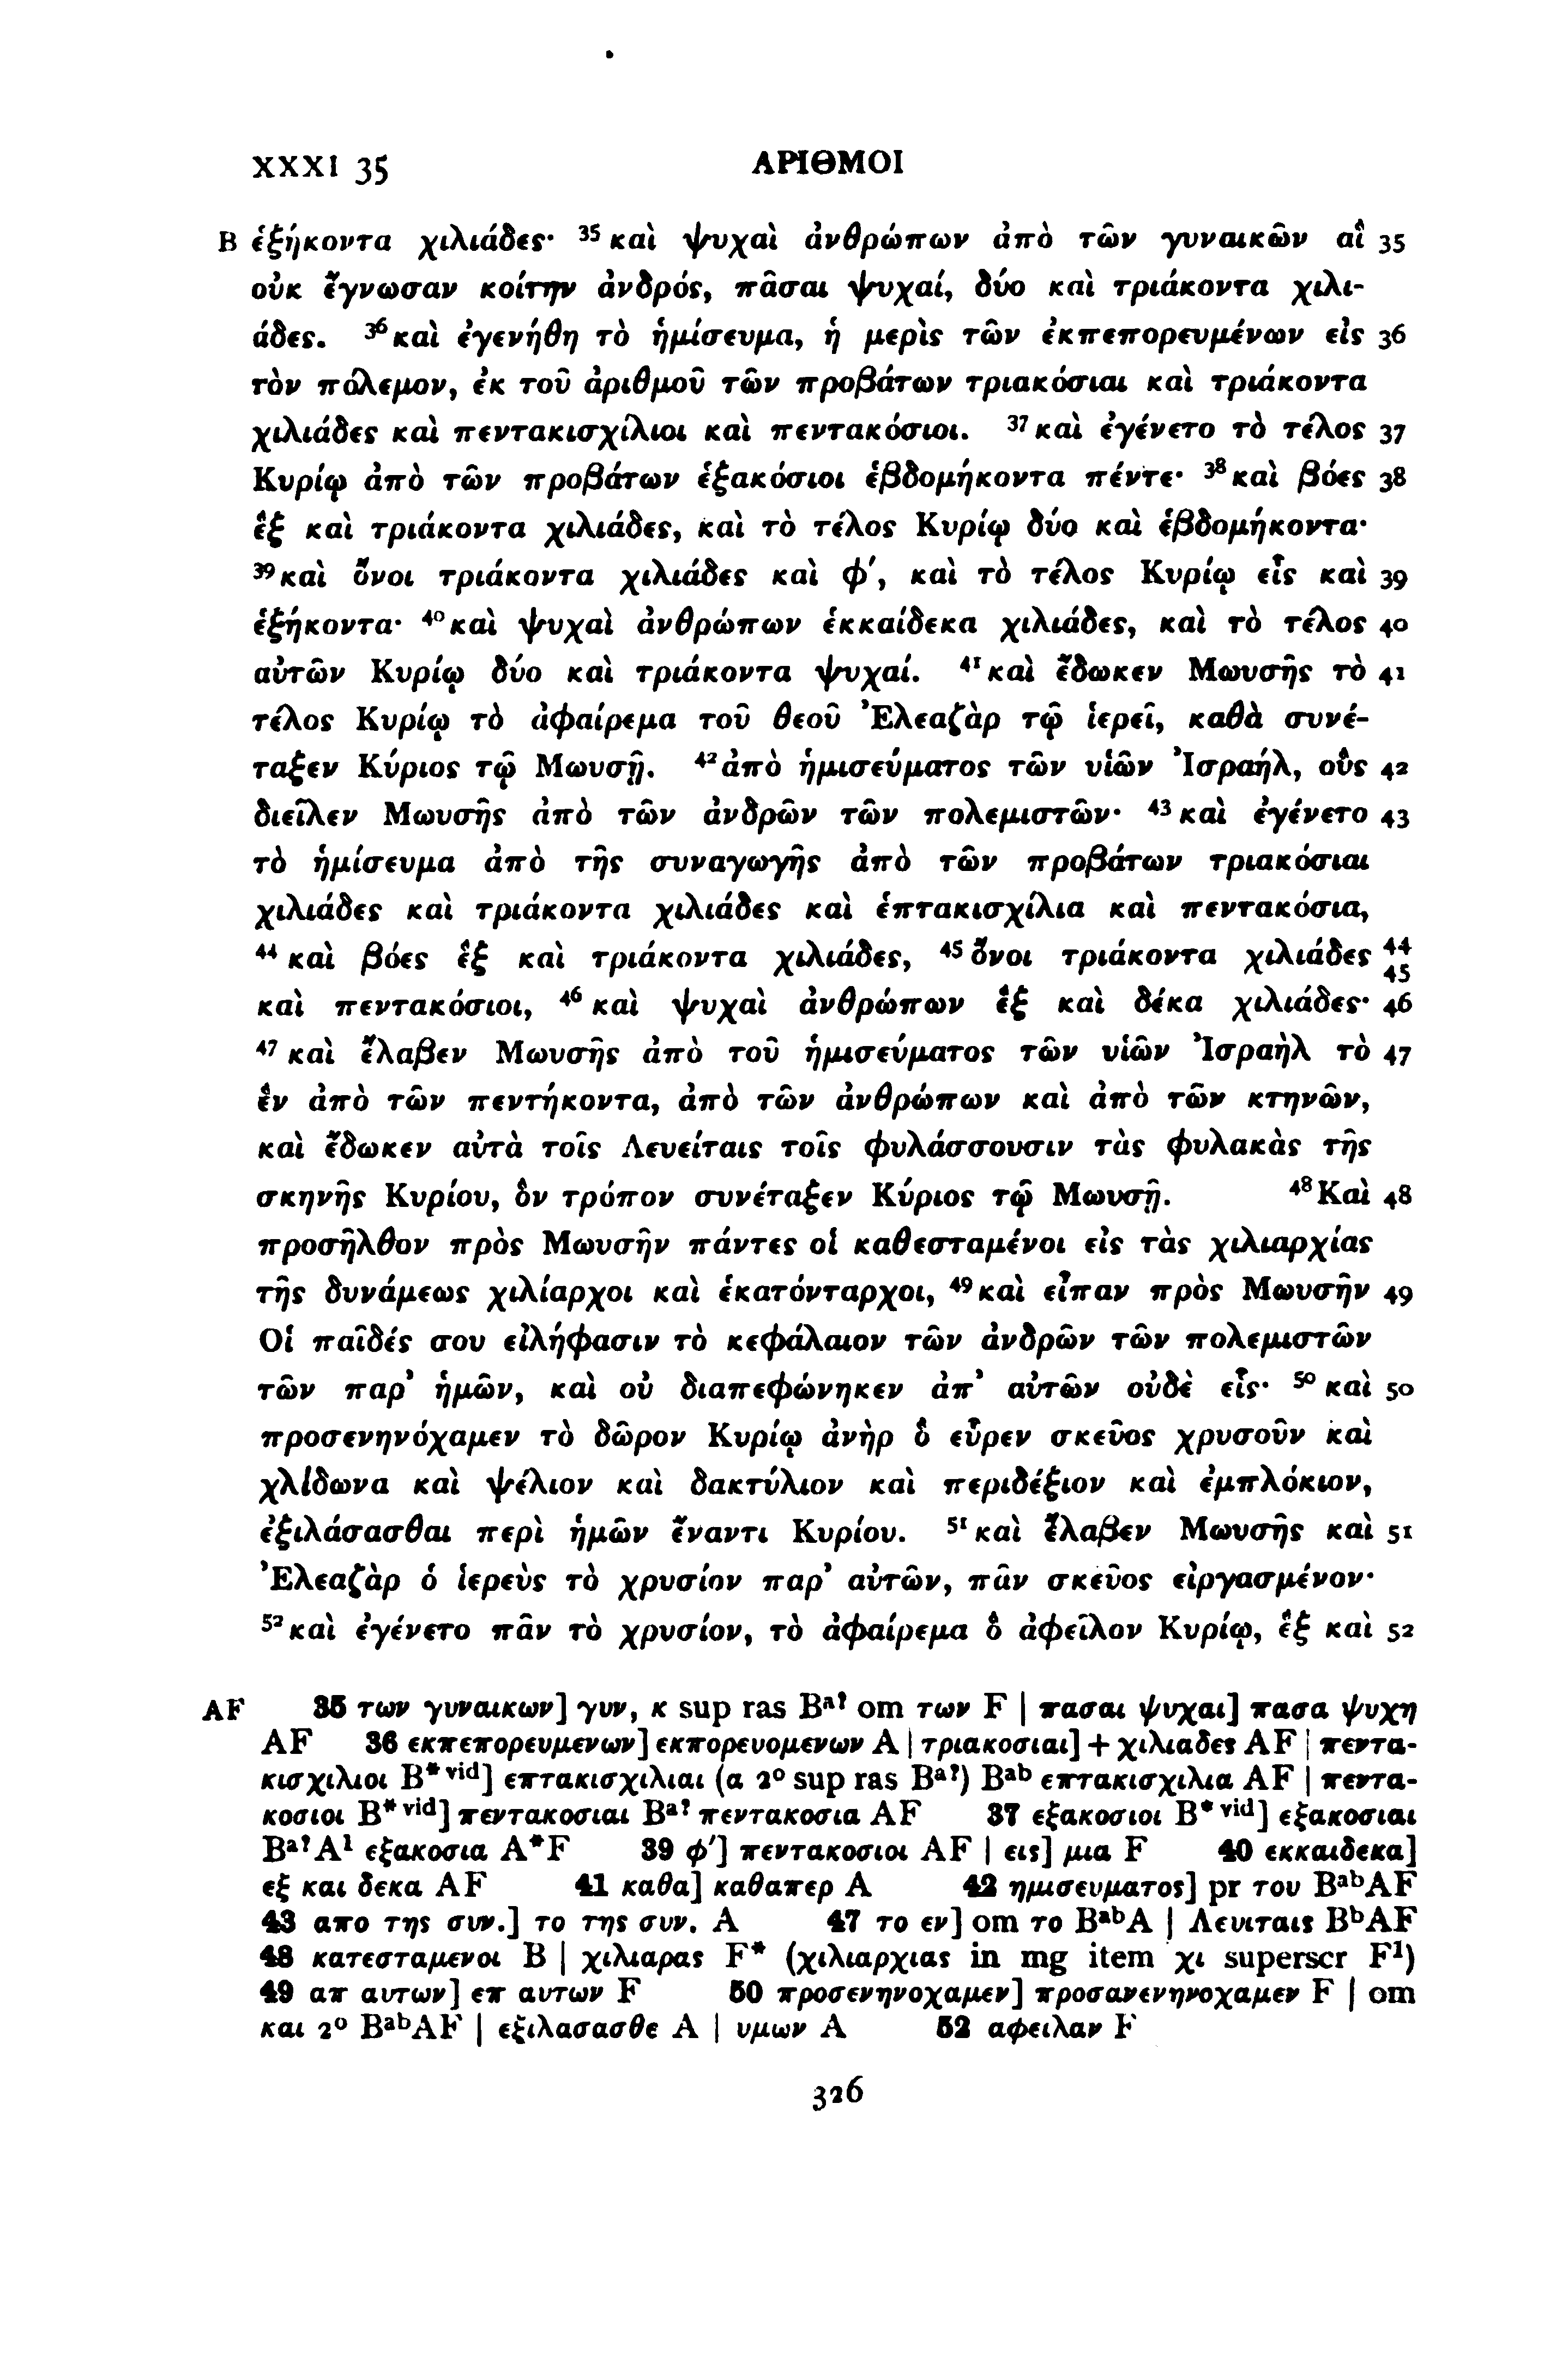 XXXI 35 ΑΡΙΘΜΟΙ
B ἑξήκοντα χιλιάδες· ³⁵καὶ ψυχαὶ ἀνθρώπων ἀπὸ τῶν γυναικῶν αἳ 35
οὐκ ἔγνωσαν κοίτην ἀνδρός, πᾶσαι ψυχαί, δύο καὶ τριάκοντα χιλι-
άδες. ³⁶καὶ ἐγενήθη τὸ ἡμίσευμα, ἡ μερὶς τῶν ἐκπεπορευμένων εἰς 36
τὸν πόλεμον, ἐκ τοῦ ἀριθμοῦ τῶν προβάτων τριακόσιαι καὶ τριάκοντα
χιλιάδες καὶ πεντακισχίλιοι καὶ πεντακόσιοι. ³⁷καὶ ἐγένετο τὸ τέλος 37
Κυρίῳ ἀπὸ τῶν προβάτων ἑξακόσιοι ἑβδομήκοντα πέντε· ³⁸καὶ βόες 38
ἓξ καὶ τριάκοντα χιλιάδες, καὶ τὸ τέλος Κυρίῳ δύο καὶ ἑβδομήκοντα·
³⁹καὶ ὄνοι τριάκοντα χιλιάδες καὶ φ΄, καὶ τὸ τέλος Κυρίῳ εἷς καὶ 39
ἑξήκοντα· ⁴⁰καὶ ψυχαὶ ἀνθρώπων ἑκκαίδεκα χιλιάδες, καὶ τὸ τέλος 40
αὐτῶν Κυρίῳ δύο καὶ τριάκοντα ψυχαί. ⁴¹καὶ ἔδωκεν Μωυσῆς τὸ 41
τέλος Κυρίῳ τὸ ἀφαίρεμα τοῦ θεοῦ Ἐλεαζὰρ τῷ ἱερεῖ, καθὰ συνέ-
ταξεν Κύριος τῷ Μωυσῇ. ⁴²ἀπὸ ἡμισεύματος τῶν υἱῶν Ἰσραήλ, οὓς 42
διεῖλεν Μωυσῆς ἀπὸ τῶν ἀνδρῶν τῶν πολεμιστῶν· ⁴³καὶ ἐγένετο 43
τὸ ἡμίσευμα ἀπὸ τῆς συναγωγῆς ἀπὸ τῶν προβάτων τριακόσιαι
χιλιάδες καὶ τριάκοντα χιλιάδες καὶ ἑπτακισχίλια καὶ πεντακόσια,
⁴⁴καὶ βόες ἓξ καὶ τριάκοντα χιλιάδες, ⁴⁵ὄνοι τριάκοντα χιλιάδες 44 45
καὶ πεντακόσιοι, ⁴⁶καὶ ψυχαὶ ἀνθρώπων ἓξ καὶ δέκα χιλιάδες· 46
⁴⁷καὶ ἔλαβεν Μωυσῆς ἀπὸ τοῦ ἡμισεύματος τῶν υἱῶν Ἰσραὴλ τὸ 47
ἓν ἀπὸ τῶν πεντήκοντα, ἀπὸ τῶν ἀνθρώπων καὶ ἀπὸ τῶν κτηνῶν,
καὶ ἔδωκεν αὐτὰ τοῖς Λευείταις τοῖς φυλάσσουσιν τὰς φυλακὰς τῆς
σκηνῆς Κυρίου, ὃν τρόπον συνέταξεν Κύριος τῷ Μωυσῇ. ⁴⁸Καὶ 48
προσῆλθον πρὸς Μωυσῆν πάντες οἱ καθεσταμένοι εἰς τὰς χιλιαρχίας
τῆς δυνάμεως χιλίαρχοι καὶ ἑκατόνταρχοι, ⁴⁹καὶ εἶπαν πρὸς Μωυσῆν 49
Οἱ παῖδές σου εἰλήφασιν τὸ κεφάλαιον τῶν ἀνδρῶν τῶν πολεμιστῶν
τῶν παρ᾽ ἡμῶν, καὶ οὐ διαπεφώνηκεν ἀπ᾽ αὐτῶν οὐδὲ εἷς· ⁵⁰καὶ 50
προσενηνόχαμεν τὸ δῶρον Κυρίῳ ἀνὴρ ὃ εὗρεν σκεῦος χρυσοῦν καὶ
χλίδωνα καὶ ψέλιον καὶ δακτύλιον καὶ περιδέξιον καὶ ἐμπλόκιον,
ἐξιλάσασθαι περὶ ἡμῶν ἔναντι Κυρίου. ⁵¹καὶ ἔλαβεν Μωυσῆς καὶ 51
Ἐλεαζὰρ ὁ ἱερεὺς τὸ χρυσίον παρ᾽ αὐτῶν, πᾶν σκεῦος εἰργασμένον·
⁵²καὶ ἐγένετο πᾶν τὸ χρυσίον, τὸ ἀφαίρεμα ὃ ἀφεῖλον Κυρίῳ, ἓξ καὶ 52
AF 35 των γυναικων] γυν, κ sup ras Bᵃ? om των F | πασαι ψυχαι] πασα ψυχη
AF 36 εκπεπορευμενων] εκπορευομενων A | τριακοσιαι] + χιλιαδες AF | πεντα-
κισχιλιοι B*ᵛⁱᵈ] επτακισχιλιαι (α 2⁰ sup ras Bᵃ?) Bᵃᵇ επτακισχιλια AF | πεντα-
κοσιοι B*ᵛⁱᵈ] πεντακοσιαι Bᵃ? πεντακοσια AF 37 εξακοσιοι B*ᵛⁱᵈ] εξακοσιαι
Bᵃ?A¹ εξακοσια A*F 39 φ΄] πεντακοσιοι AF | εις] μια F 40 εκκαιδεκα]
εξ και δεκα AF 41 καθα] καθαπερ A 42 ημισευματος] pr του BᵃᵇAF
43 απο της συν.] το της συν. A 47 το εν] om το BᵃᵇA | Λευιταις BᵇAF
48 κατεσταμενοι B | χιλιαρας F* (χιλιαρχιας in mg item χι superscr F¹)
49 απ αυτων] επ αυτων F 50 προσενηνοχαμεν] προσανενηνοχαμεν F | om
και 2⁰ BᵃᵇAF | εξιλασασθε A | υμων A 52 αφειλαν F
326